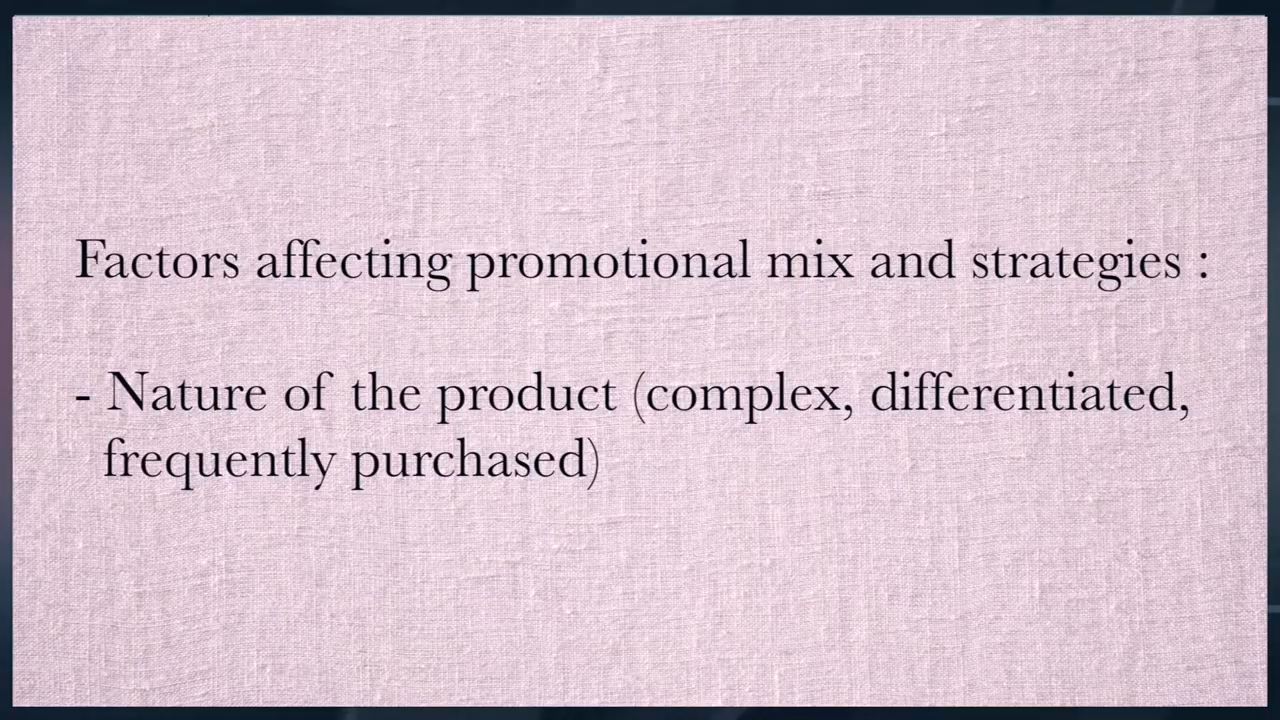 Factors affecting promotional mix and strategies :
- Nature of the product (complex, differentiated,
frequently purchased)